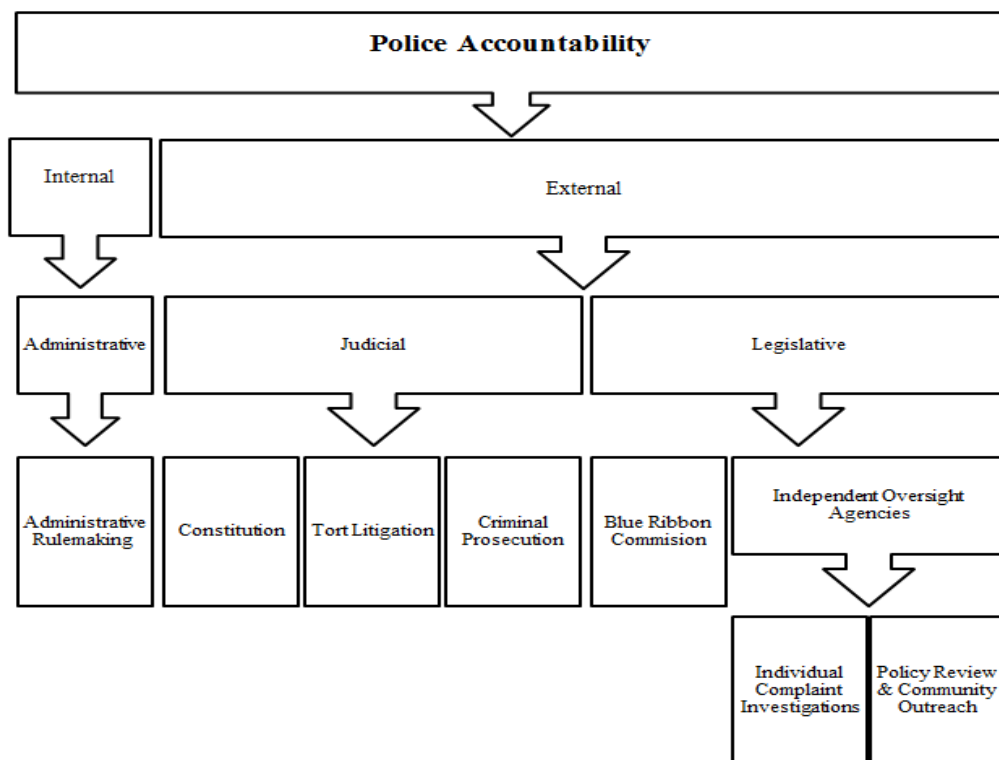 Police Accountability
Internal
External
Administrative
Judicial
Legislative
Administrative
Rulemaking
Constitution
Tort Litigation
Criminal
Prosecution
Blue Ribbon
Commision
Independent Oversight
Agencies
Individual
Complaint
Investigations
Policy Review
& Community
Outreach